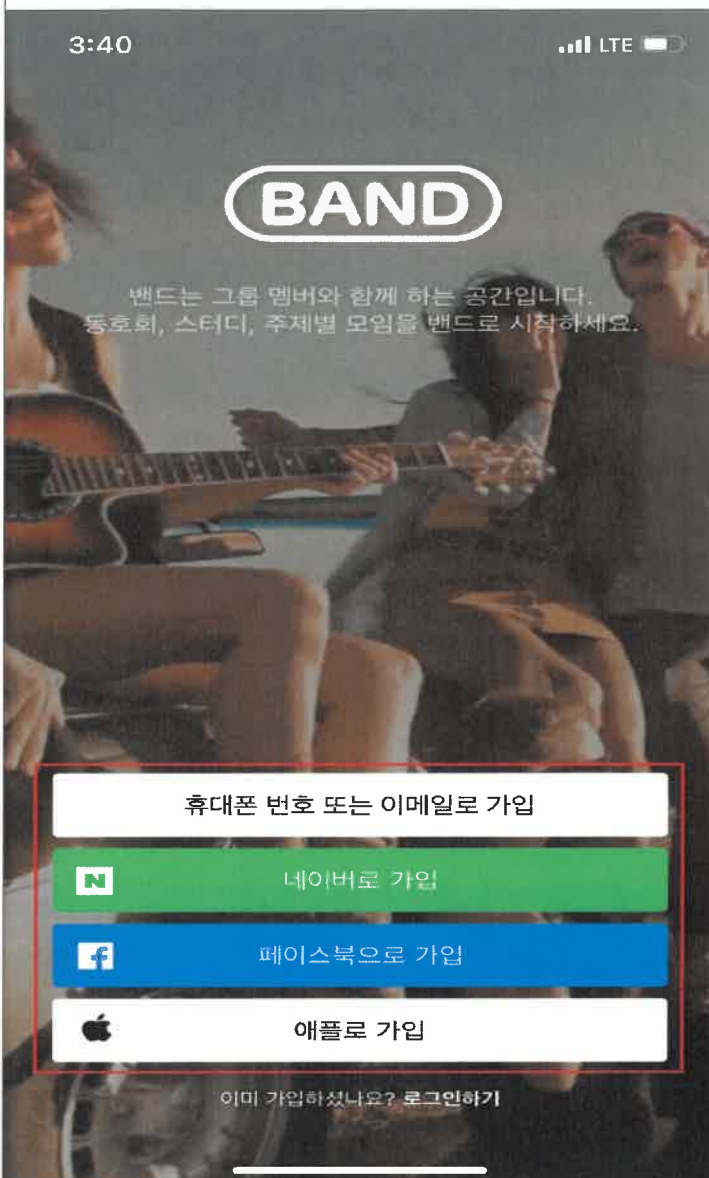 3:40
LTE
BAND
밴드는 그룹 멤버와 함께 하는 공간입니다.
동호회, 스터디, 주제별 모임을 밴드로 시작하세요.
휴대폰 번호 또는 이메일로 가입
N
네이버로 가입
f
페이스북으로 가입
애플로 가입
이미 가입하셨나요? 로그인하기